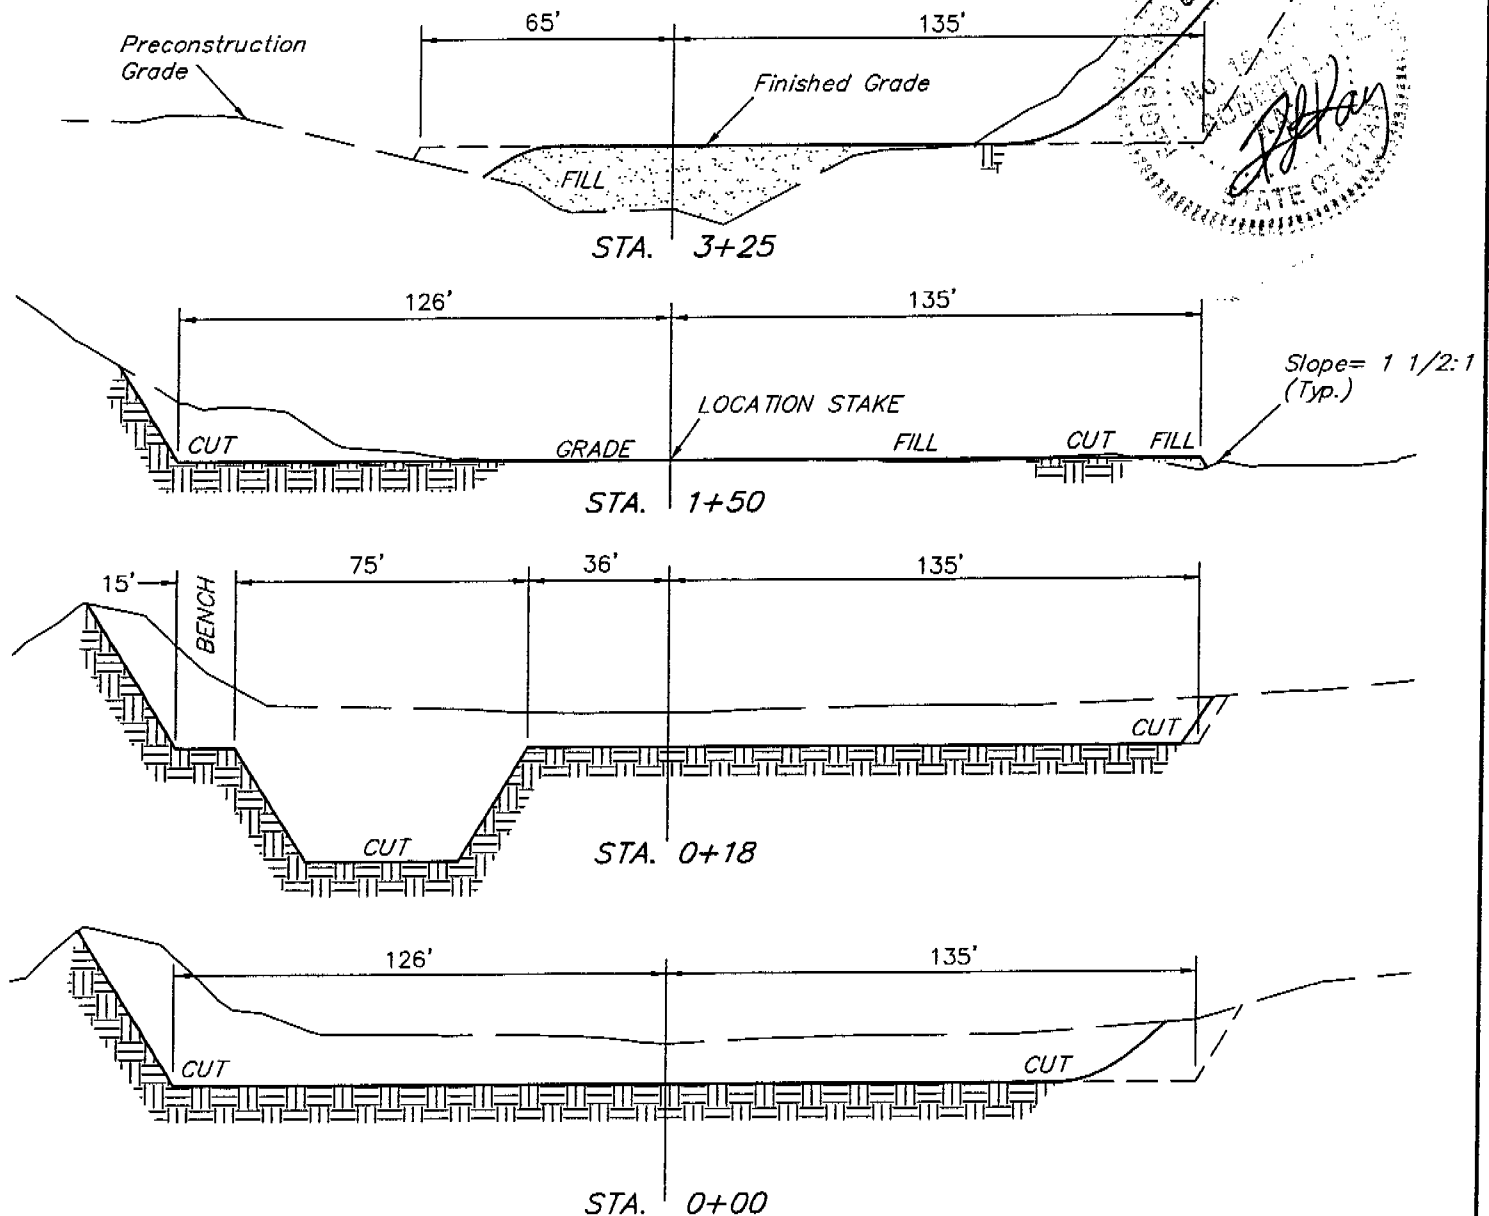 65'
135'
Preconstruction
Grade
Finished Grade
FILL
STA. 3+25
STATE OF UTAH
126'
135'
Slope= 1 1/2:1
(Typ.)
LOCATION STAKE
CUT
GRADE
FILL
CUT
FILL
STA. 1+50
15'
BENCH
75'
36'
135'
CUT
CUT
STA. 0+18
126'
135'
CUT
CUT
STA. 0+00